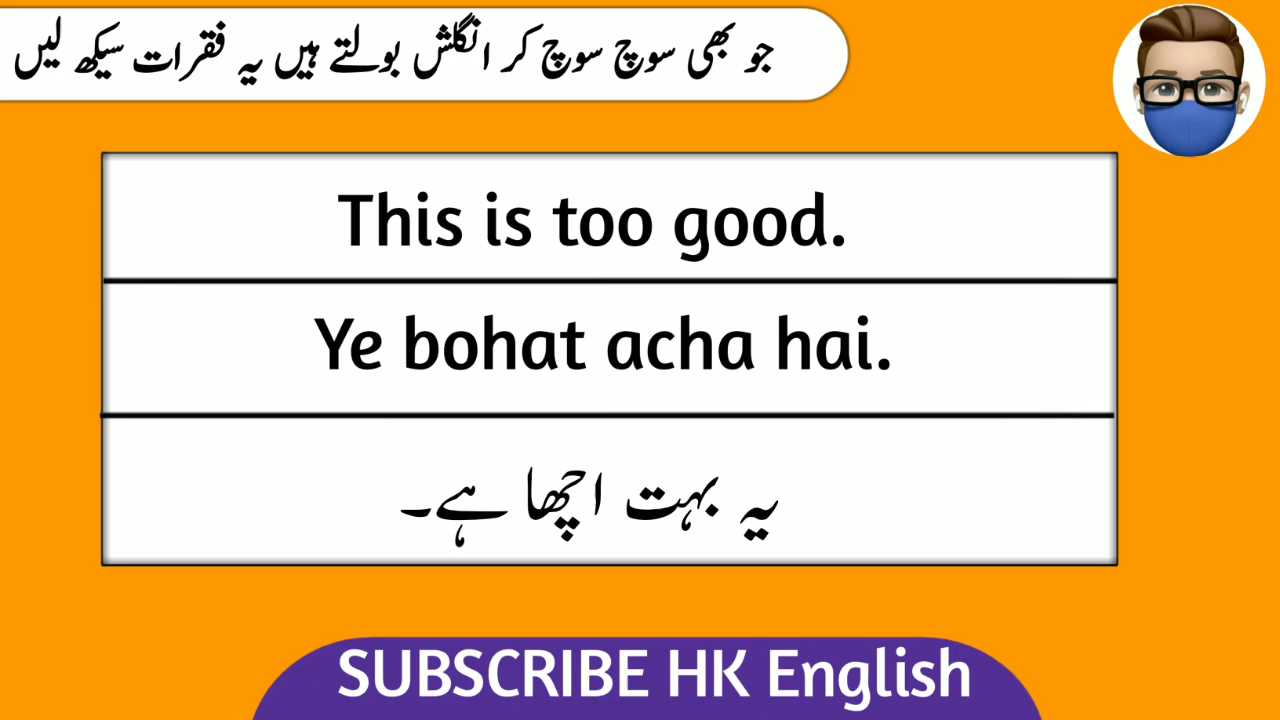 جو بھی سوچ سوچ کر انگلش بولتے ہیں یہ فقرات سیکھ لیں
This is too good.
Ye bohat acha hai.
یہ بہت اچھا ہے۔
SUBSCRIBE HK English